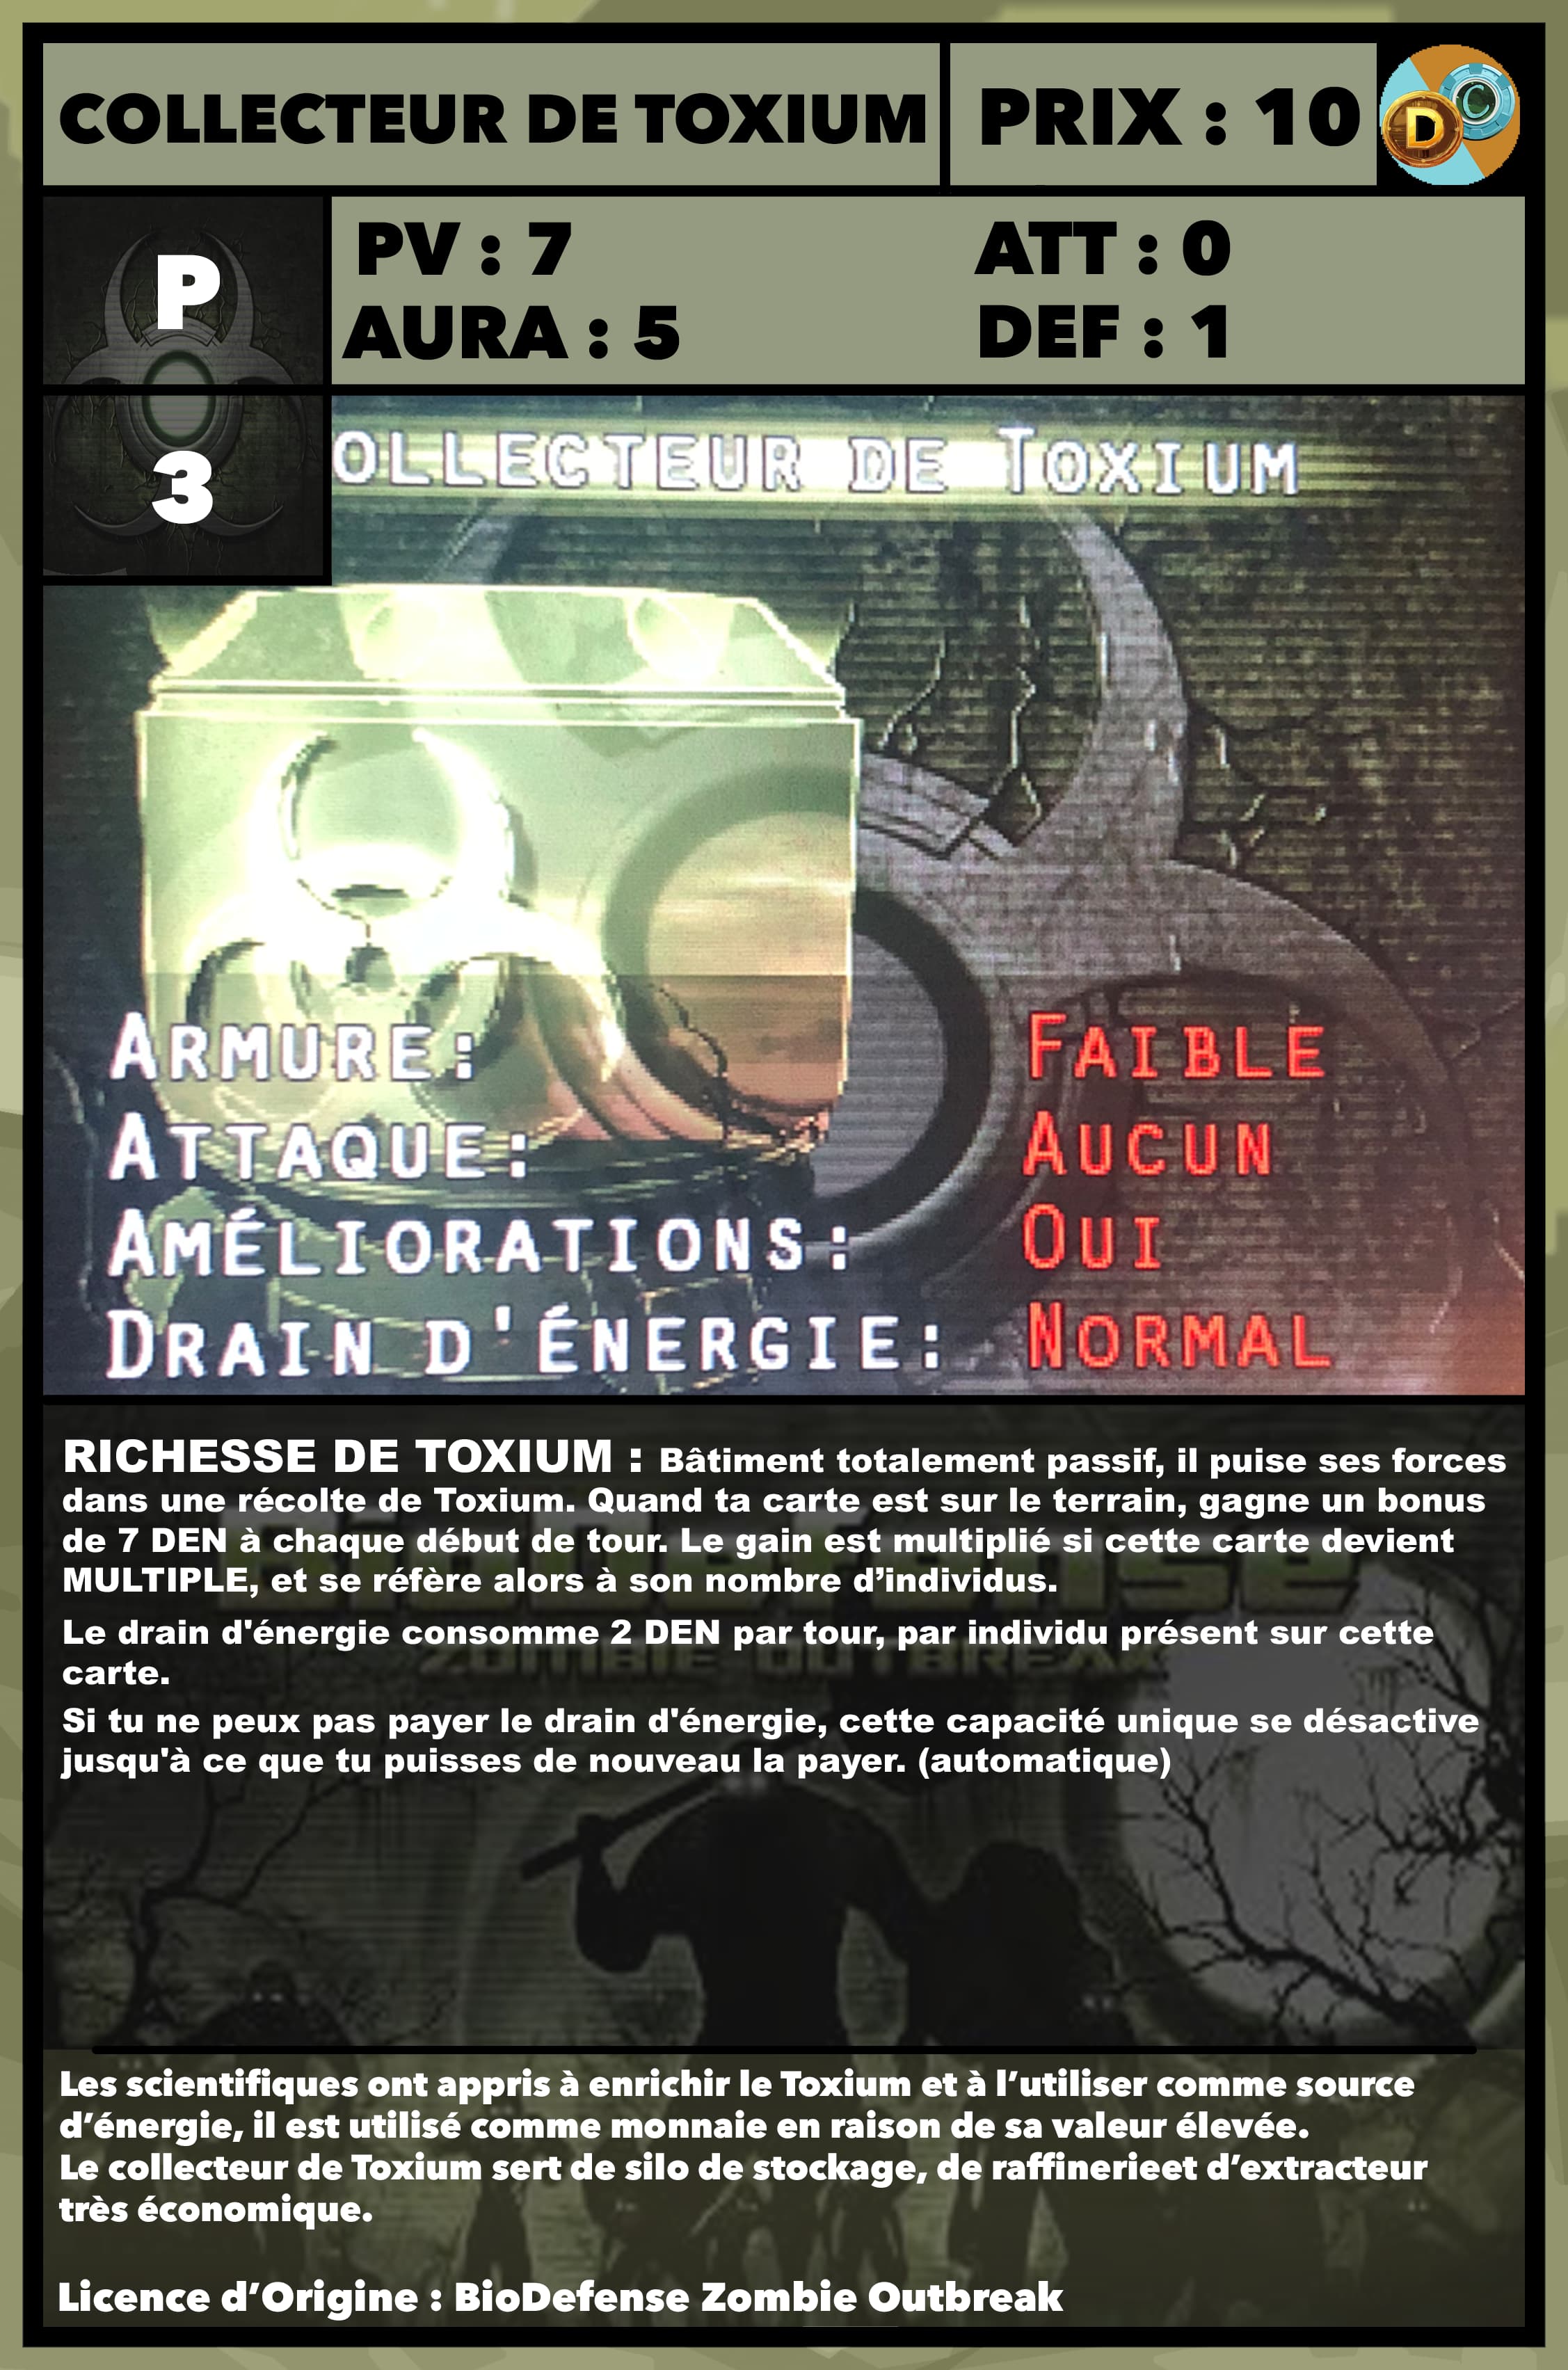 COLLECTEUR DE TOXIUM
PRIX : 10
D C
P
PV : 7
ATT : 0
AURA : 5
DEF : 1
3
OLLECTEUR DE TOXIUM
ARMURE: FAIBLE
ATTAQUE: AUCUN
AMÉLIORATIONS: OUI
DRAIN D'ÉNERGIE: NORMAL
RICHESSE DE TOXIUM : Bâtiment totalement passif, il puise ses forces
dans une récolte de Toxium. Quand ta carte est sur le terrain, gagne un bonus
de 7 DEN à chaque début de tour. Le gain est multiplié si cette carte devient
MULTIPLE, et se réfère alors à son nombre d’individus.
Le drain d'énergie consomme 2 DEN par tour, par individu présent sur cette
carte.
Si tu ne peux pas payer le drain d'énergie, cette capacité unique se désactive
jusqu'à ce que tu puisses de nouveau la payer. (automatique)
BioDefense
ZOMBIE OUTBREAK
Les scientifiques ont appris à enrichir le Toxium et à l’utiliser comme source
d’énergie, il est utilisé comme monnaie en raison de sa valeur élevée.
Le collecteur de Toxium sert de silo de stockage, de raffinerieet d’extracteur
très économique.
Licence d’Origine : BioDefense Zombie Outbreak